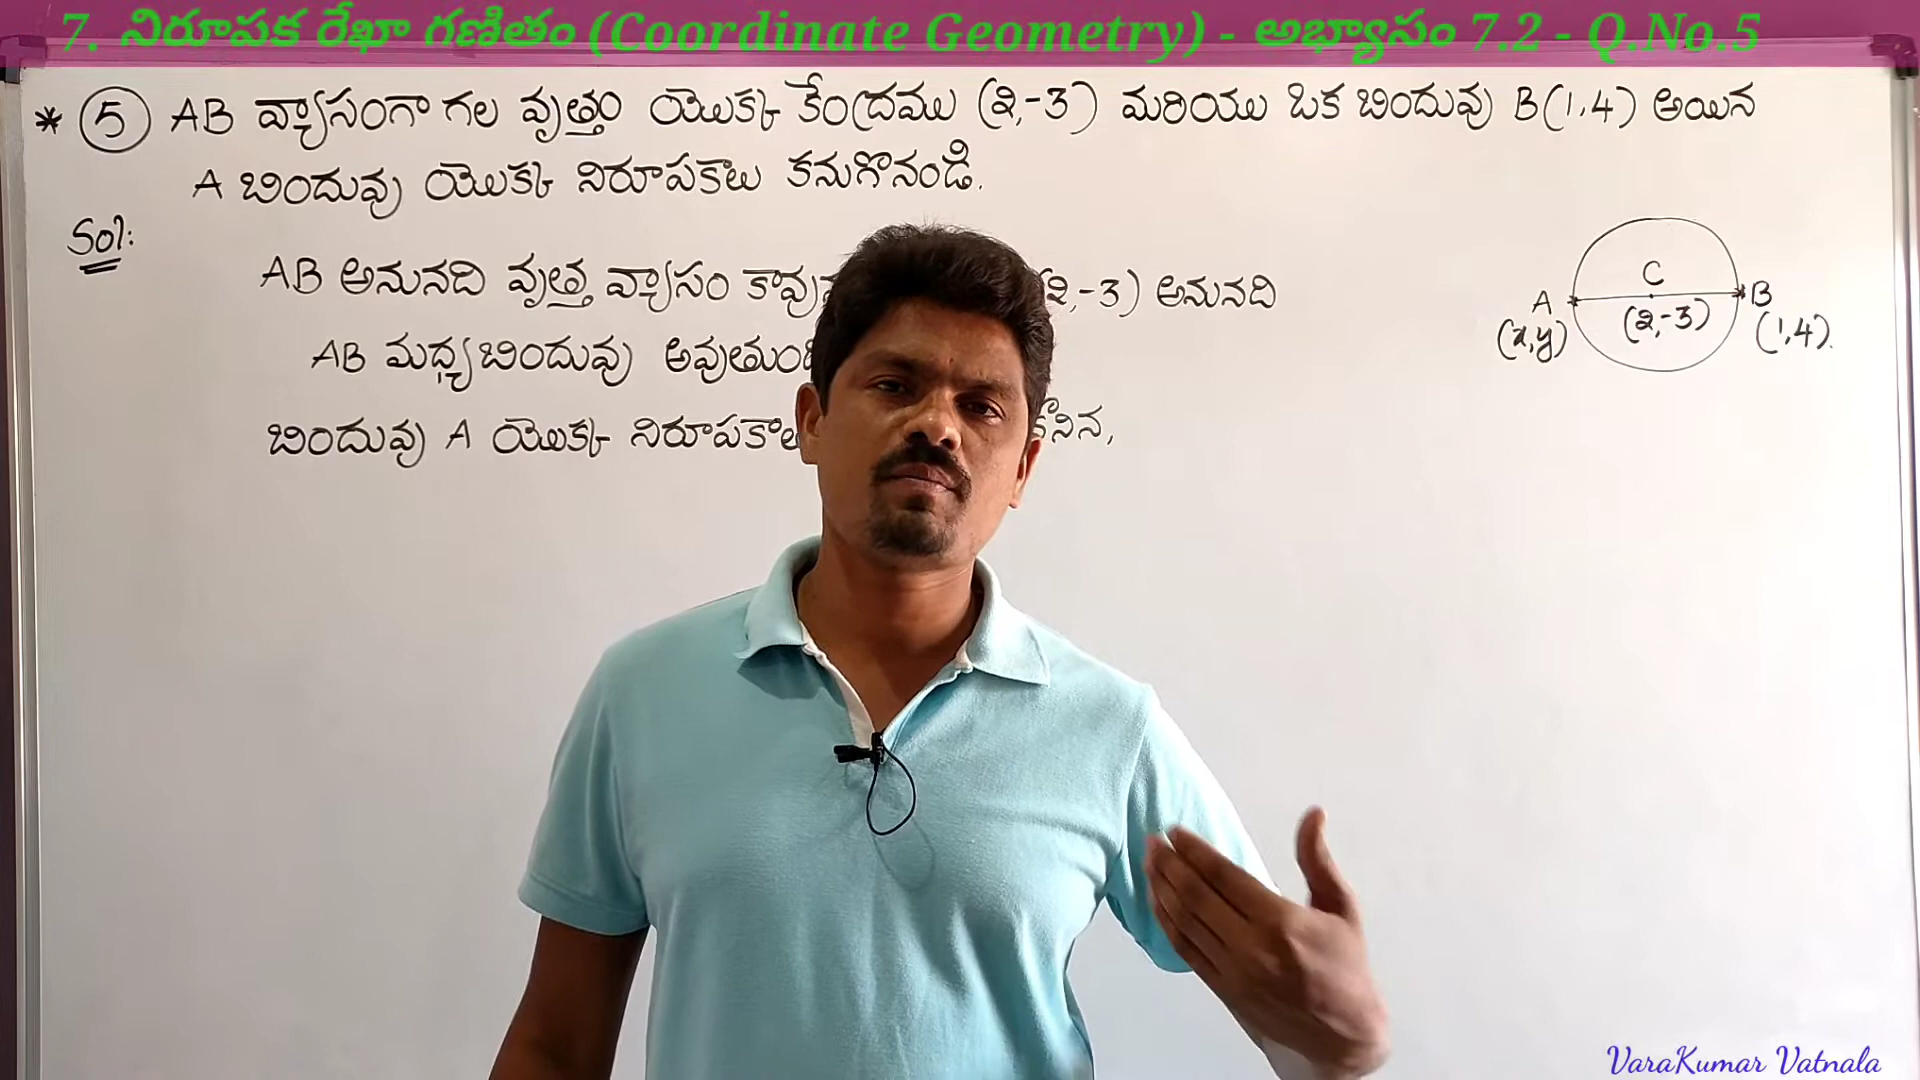 7. నిరూపక రేఖా గణితం (Coordinate Geometry) - అభ్యాసం 7.2 - Q.No.5
* 5 AB వ్యాసంగా గల వృత్తం యొక్క కేంద్రము (2,-3) మరియు ఒక బిందువు B(1,4) అయిన
A బిందువు యొక్క నిరూపకాలు కనుగొనండి.
Sol:
AB అనునది వృత్త వ్యాసం 2,-3) అనునది
AB మధ్యబిందువు
బిందువు A యొక్క
C
A
B
(x,y)
(2,-3)
(1,4).
VaraKumar Vatnala